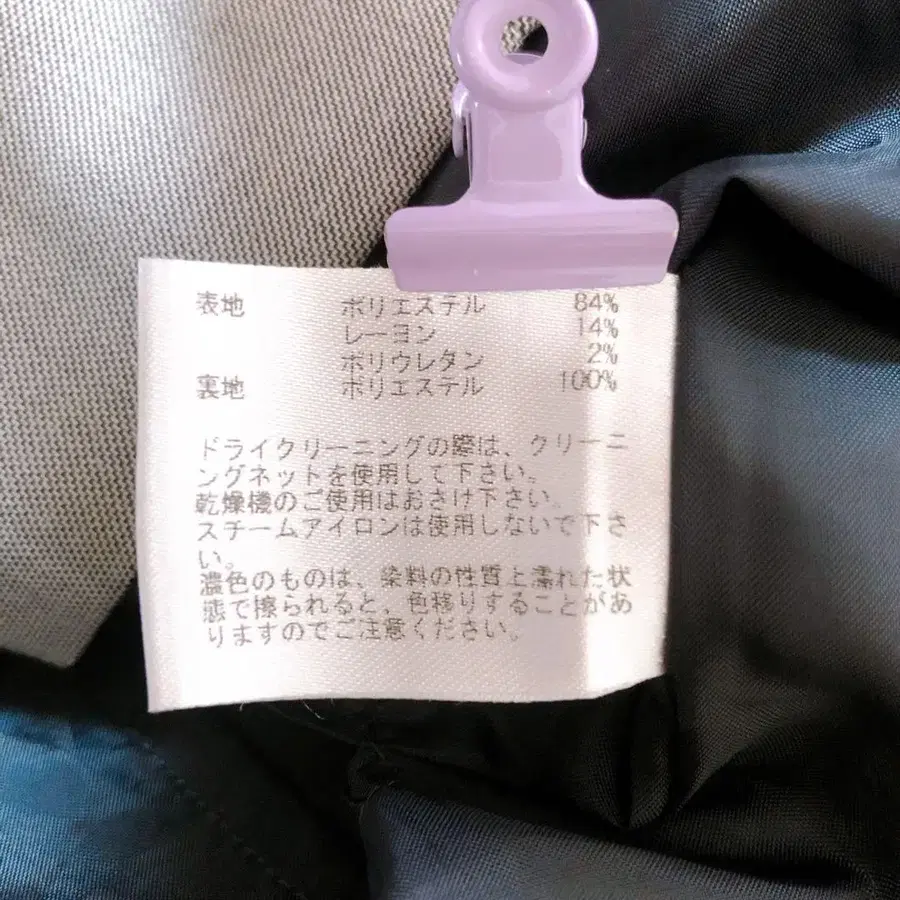 表地 ポリエステル 84%
レーヨン 14%
ポリウレタン 2%
裏地 ポリエステル 100%
ドライクリーニングの際は、クリーニ
ングネットを使用して下さい。
乾燥機のご使用はおさけ下さい。
スチームアイロンは使用しないで下さ
い。
濃色のものは、染料の性質上濡れた状
態で擦られると、色移りすることがあ
りますのでご注意ください。